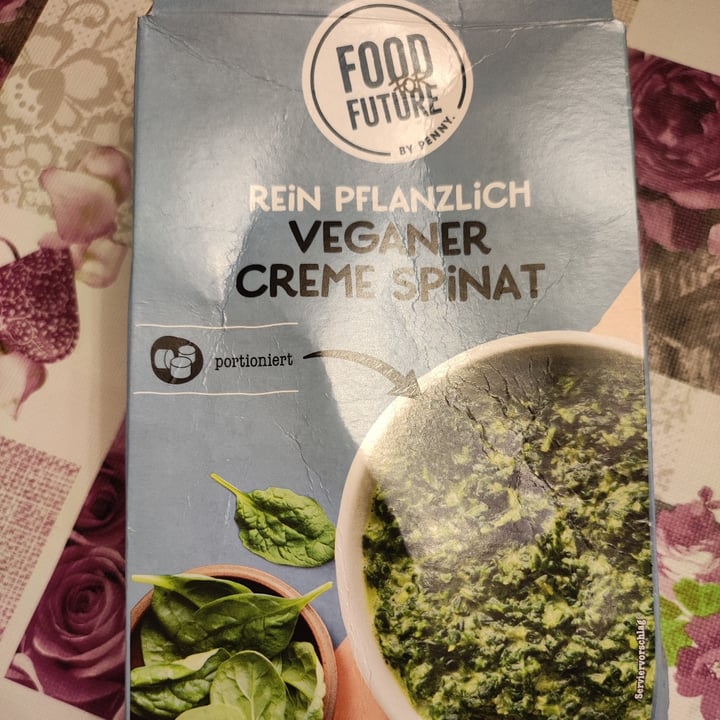 FOOD
for
FUTURE
BY PENNY.
REiN PFLANZLiCH
VEGANER
CREME SPiNAT
portioniert
Serviervorschlag